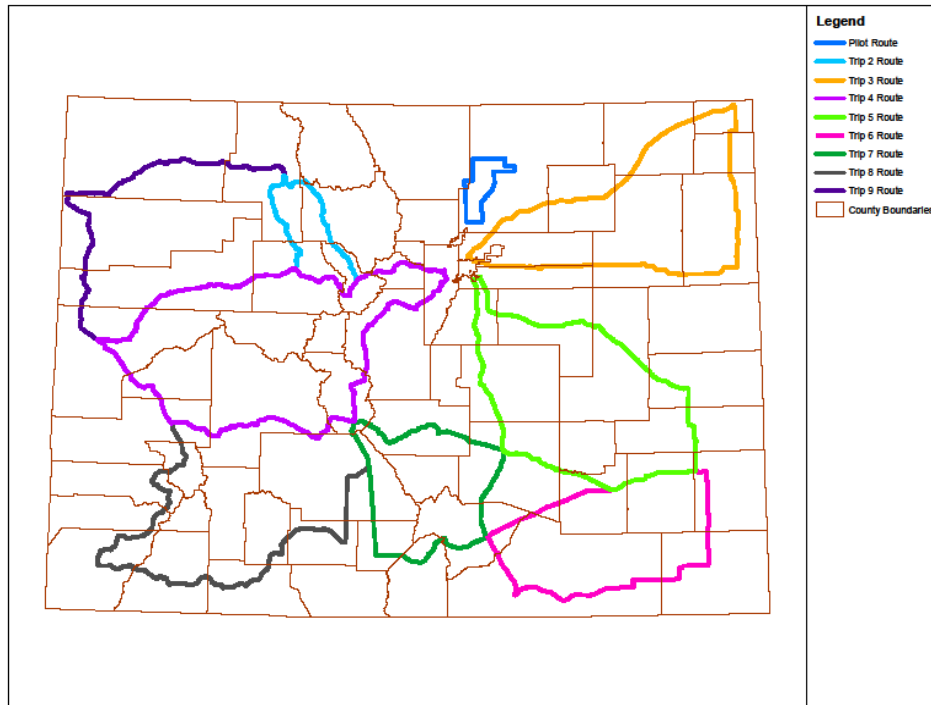 Legend
Pilot Route
Trip 2 Route
Trip 3 Route
Trip 4 Route
Trip 5 Route
Trip 6 Route
Trip 7 Route
Trip 8 Route
Trip 9 Route
County Boundaries